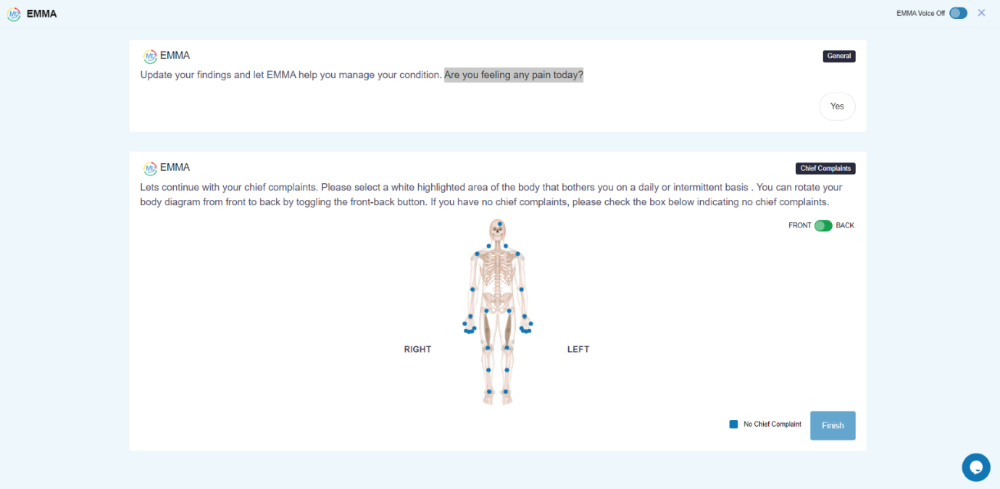 EMMA
EMMA Voice Off
EMMA
General
Update your findings and let EMMA help you manage your condition. Are you feeling any pain today?
Yes
EMMA
Chief Complaints
Lets continue with your chief complaints. Please select a white highlighted area of the body that bothers you on a daily or intermittent basis . You can rotate your
body diagram from front to back by toggling the front-back button. If you have no chief complaints, please check the box below indicating no chief complaints.
FRONT BACK
RIGHT LEFT
No Chief Complaint
Finish